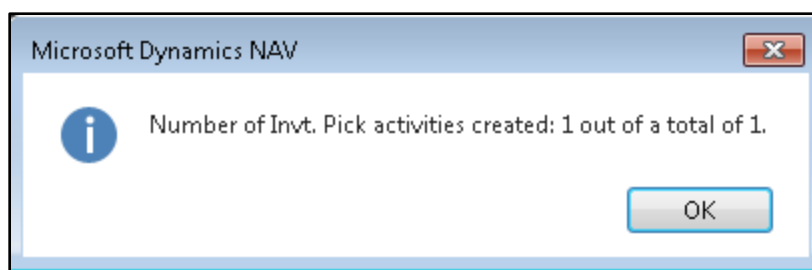 Microsoft Dynamics NAV
Number of Invt. Pick activities created: 1 out of a total of 1.
OK